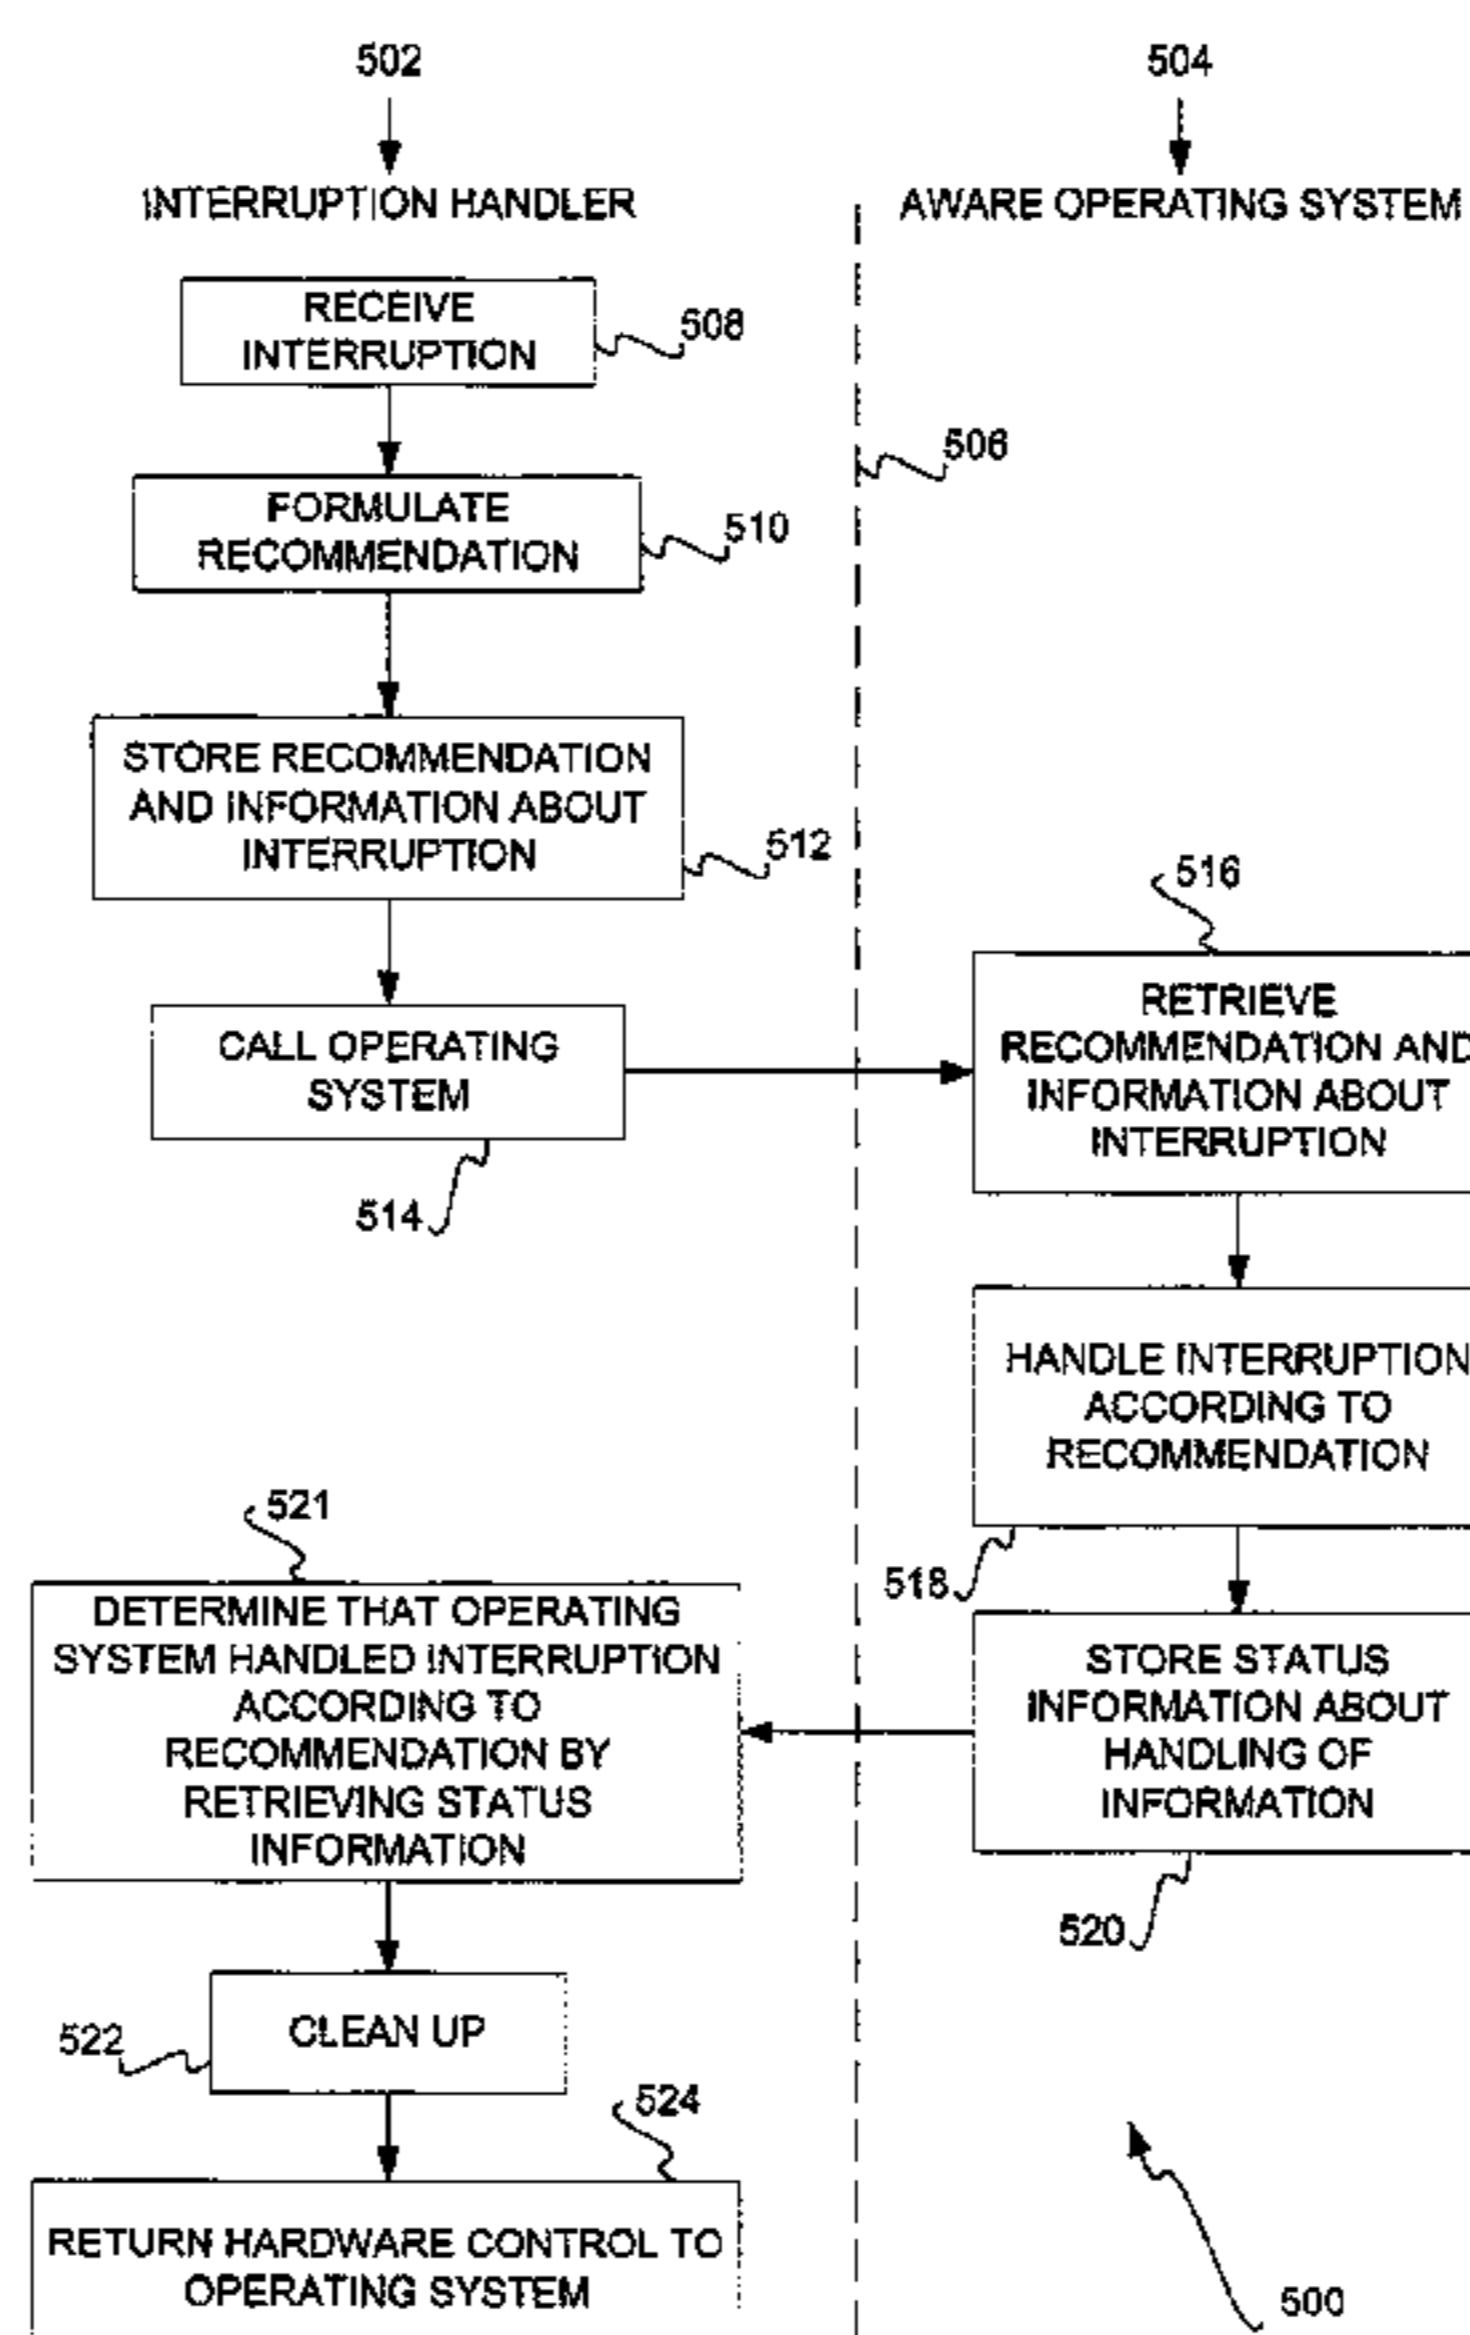 502
504
INTERRUPTION HANDLER
AWARE OPERATING SYSTEM
RECEIVE
INTERRUPTION
508
506
FORMULATE
RECOMMENDATION
510
STORE RECOMMENDATION
AND INFORMATION ABOUT
INTERRUPTION
512
CALL OPERATING
SYSTEM
514
516
RETRIEVE
RECOMMENDATION AND
INFORMATION ABOUT
INTERRUPTION
HANDLE INTERRUPTION
ACCORDING TO
RECOMMENDATION
518
STORE STATUS
INFORMATION ABOUT
HANDLING OF
INFORMATION
520
521
DETERMINE THAT OPERATING
SYSTEM HANDLED INTERRUPTION
ACCORDING TO
RECOMMENDATION BY
RETRIEVING STATUS
INFORMATION
CLEAN UP
522
524
RETURN HARDWARE CONTROL TO
OPERATING SYSTEM
500